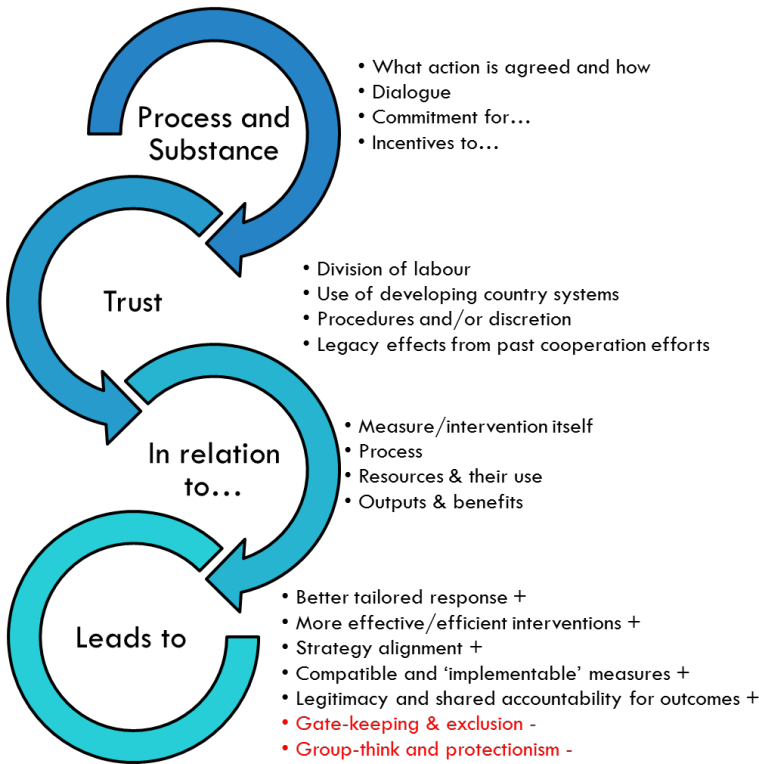 Process and
Substance
• What action is agreed and how
• Dialogue
• Commitment for…
• Incentives to…
Trust
• Division of labour
• Use of developing country systems
• Procedures and/or discretion
• Legacy effects from past cooperation efforts
In relation
to…
• Measure/intervention itself
• Process
• Resources & their use
• Outputs & benefits
Leads to
• Better tailored response +
• More effective/efficient interventions +
• Strategy alignment +
• Compatible and ‘implementable’ measures +
• Legitimacy and shared accountability for outcomes +
• Gate-keeping & exclusion -
• Group-think and protectionism -